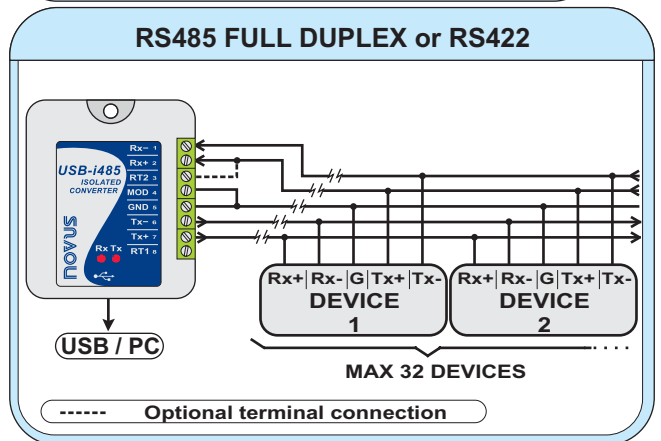 RS485 FULL DUPLEX or RS422
Rx- 1
Rx+ 2
RT2 3
MOD 4
GND 5
Tx- 6
Tx+ 7
RT1 8
USB-i485
ISOLATED
CONVERTER
NOVUS
Rx Tx
USB / PC
Rx+|Rx-|G|Tx+|Tx-
DEVICE
1
Rx+|Rx-|G|Tx+|Tx-
DEVICE
2
MAX 32 DEVICES
------ Optional terminal connection